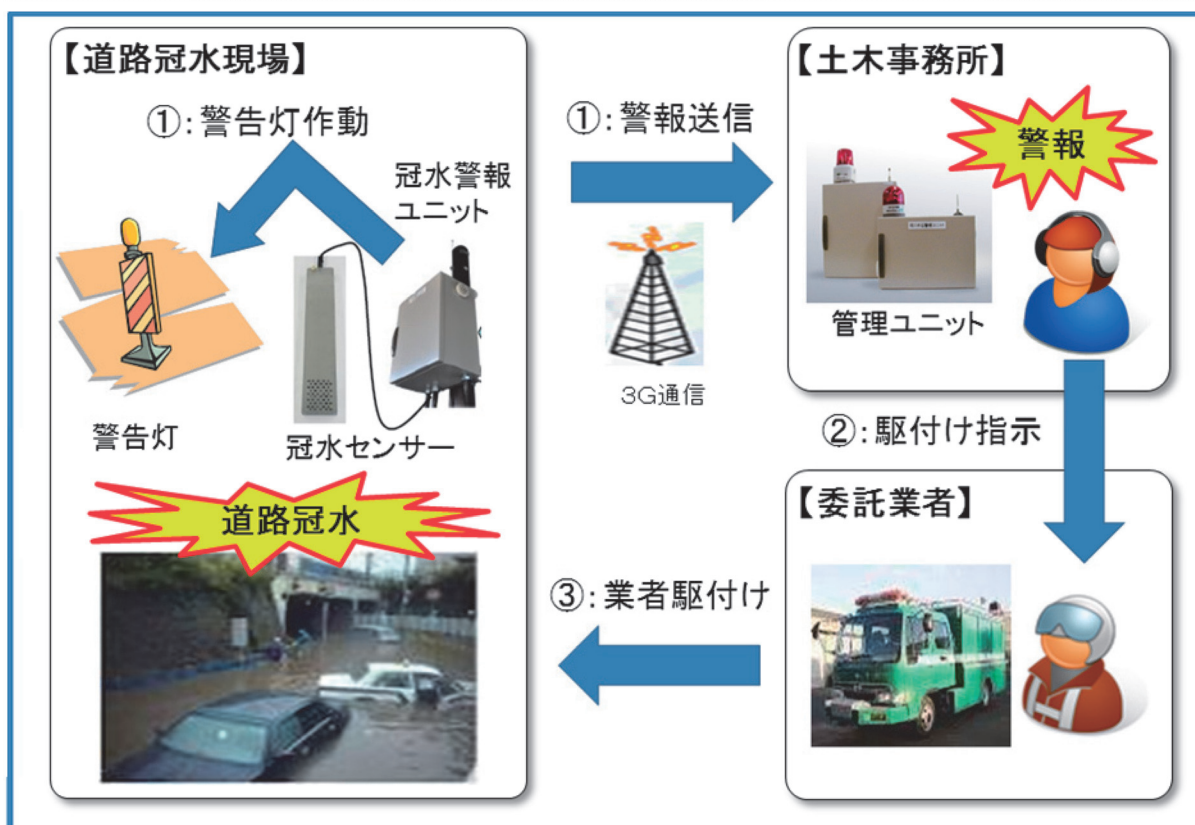 【道路冠水現場】
①:警告灯作動
冠水警報
ユニット
警告灯
冠水センサー
道路冠水
①:警報送信
3G通信
【土木事務所】
警報
管理ユニット
②:駆付け指示
【委託業者】
③:業者駆付け